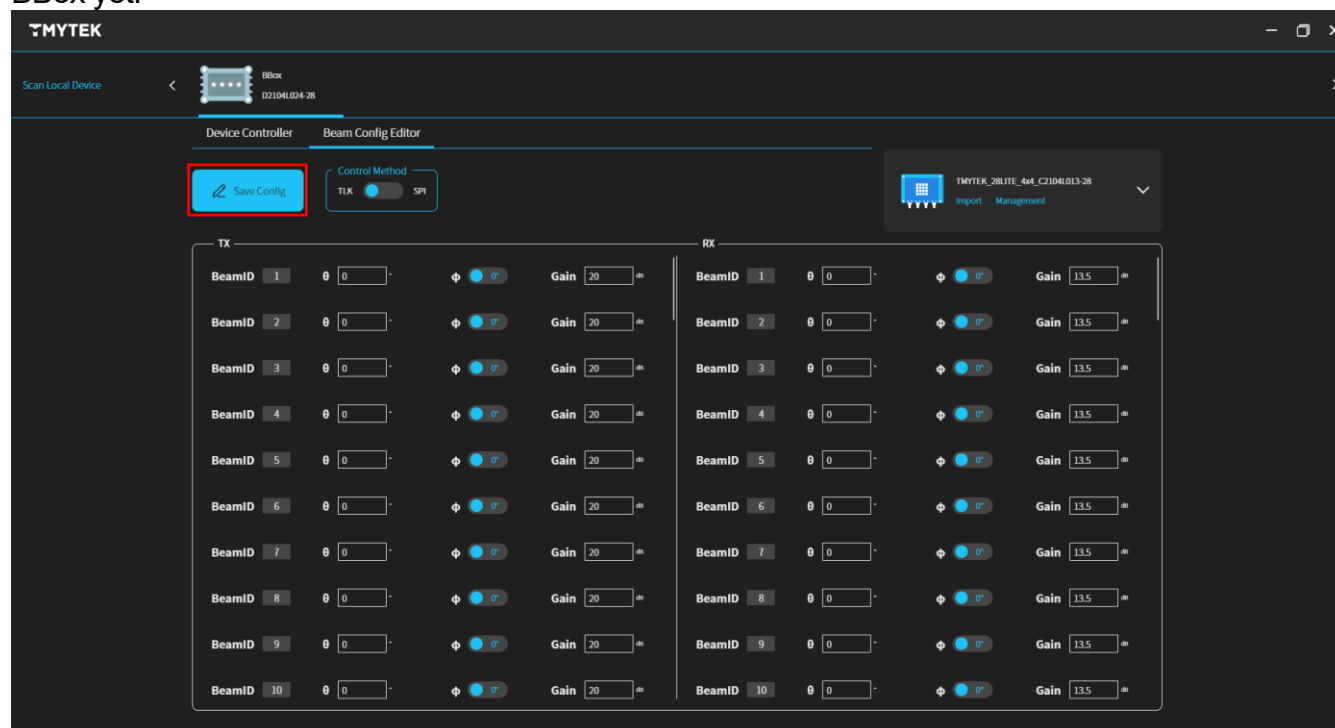 BBox yet.
TMYTEK
Scan Local Device
BBox
D2104L024-28
Device Controller Beam Config Editor
Save Config
Control Method
TLK SPI
TMYTEK_28LITE_4x4_C2104L013-28
Import Management
TX RX
BeamID 1 θ 0 ° ϕ 0° Gain 20 dB BeamID 1 θ 0 ° ϕ 0° Gain 13.5 dB
BeamID 2 θ 0 ° ϕ 0° Gain 20 dB BeamID 2 θ 0 ° ϕ 0° Gain 13.5 dB
BeamID 3 θ 0 ° ϕ 0° Gain 20 dB BeamID 3 θ 0 ° ϕ 0° Gain 13.5 dB
BeamID 4 θ 0 ° ϕ 0° Gain 20 dB BeamID 4 θ 0 ° ϕ 0° Gain 13.5 dB
BeamID 5 θ 0 ° ϕ 0° Gain 20 dB BeamID 5 θ 0 ° ϕ 0° Gain 13.5 dB
BeamID 6 θ 0 ° ϕ 0° Gain 20 dB BeamID 6 θ 0 ° ϕ 0° Gain 13.5 dB
BeamID 7 θ 0 ° ϕ 0° Gain 20 dB BeamID 7 θ 0 ° ϕ 0° Gain 13.5 dB
BeamID 8 θ 0 ° ϕ 0° Gain 20 dB BeamID 8 θ 0 ° ϕ 0° Gain 13.5 dB
BeamID 9 θ 0 ° ϕ 0° Gain 20 dB BeamID 9 θ 0 ° ϕ 0° Gain 13.5 dB
BeamID 10 θ 0 ° ϕ 0° Gain 20 dB BeamID 10 θ 0 ° ϕ 0° Gain 13.5 dB